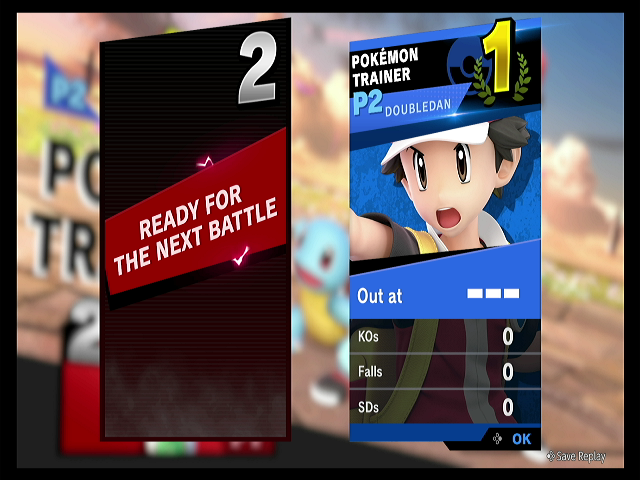 2
READY FOR
THE NEXT BATTLE
POKÉMON
TRAINER
1
P2 DOUBLEDAN
Out at ---
KOs 0
Falls 0
SDs 0
OK
Save Replay
P2